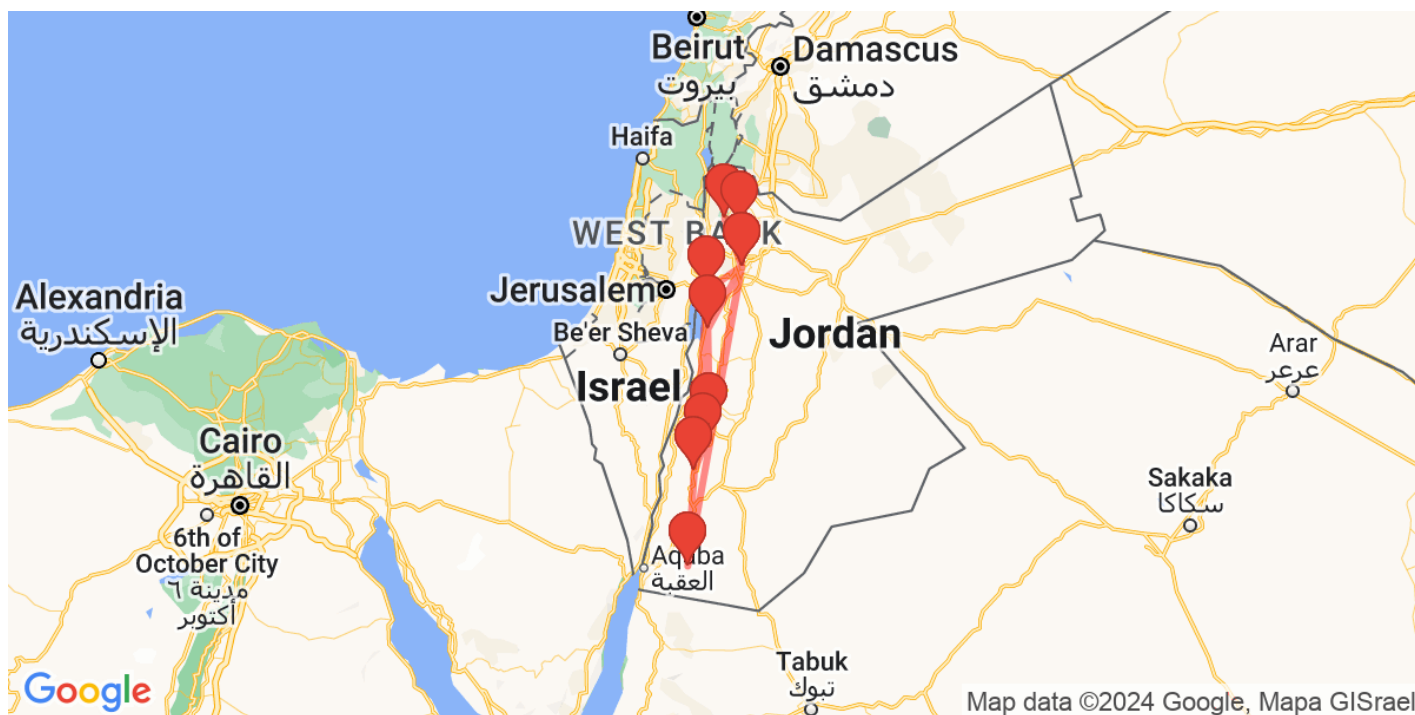 Beirut
بيروت
Damascus
دمشق
Haifa
WEST BANK
Alexandria
الإسكندرية
Jerusalem
Be'er Sheva
Jordan
Israel
Arar
عرعر
Cairo
القاهرة
Sakaka
سكاكا
6th of
October City
مدينة ٦
أكتوبر
Aqaba
العقبة
Tabuk
تبوك
Google
Map data ©2024 Google, Mapa GISrael